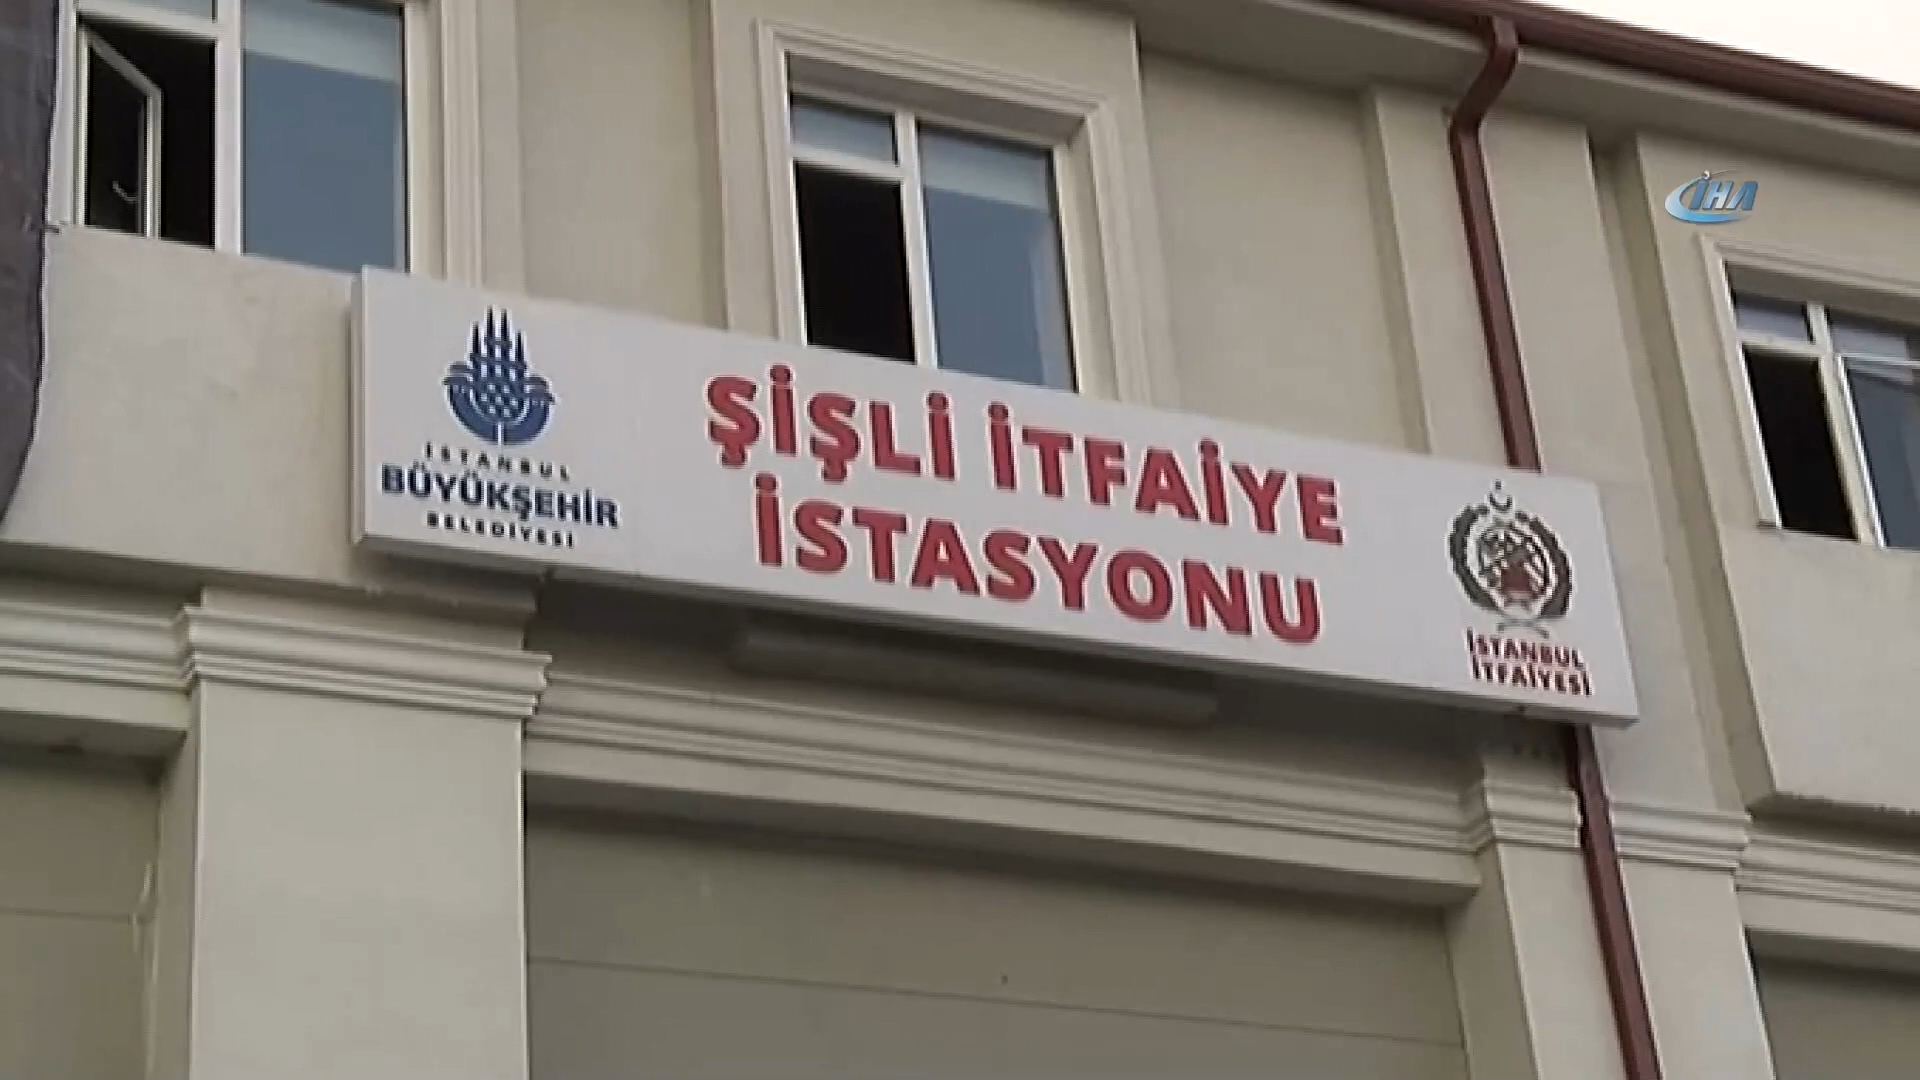 İHA
İSTANBUL
BÜYÜKŞEHİR
BELEDİYESİ
ŞİŞLİ İTFAİYE
İSTASYONU
İSTANBUL
İTFAİYESİ